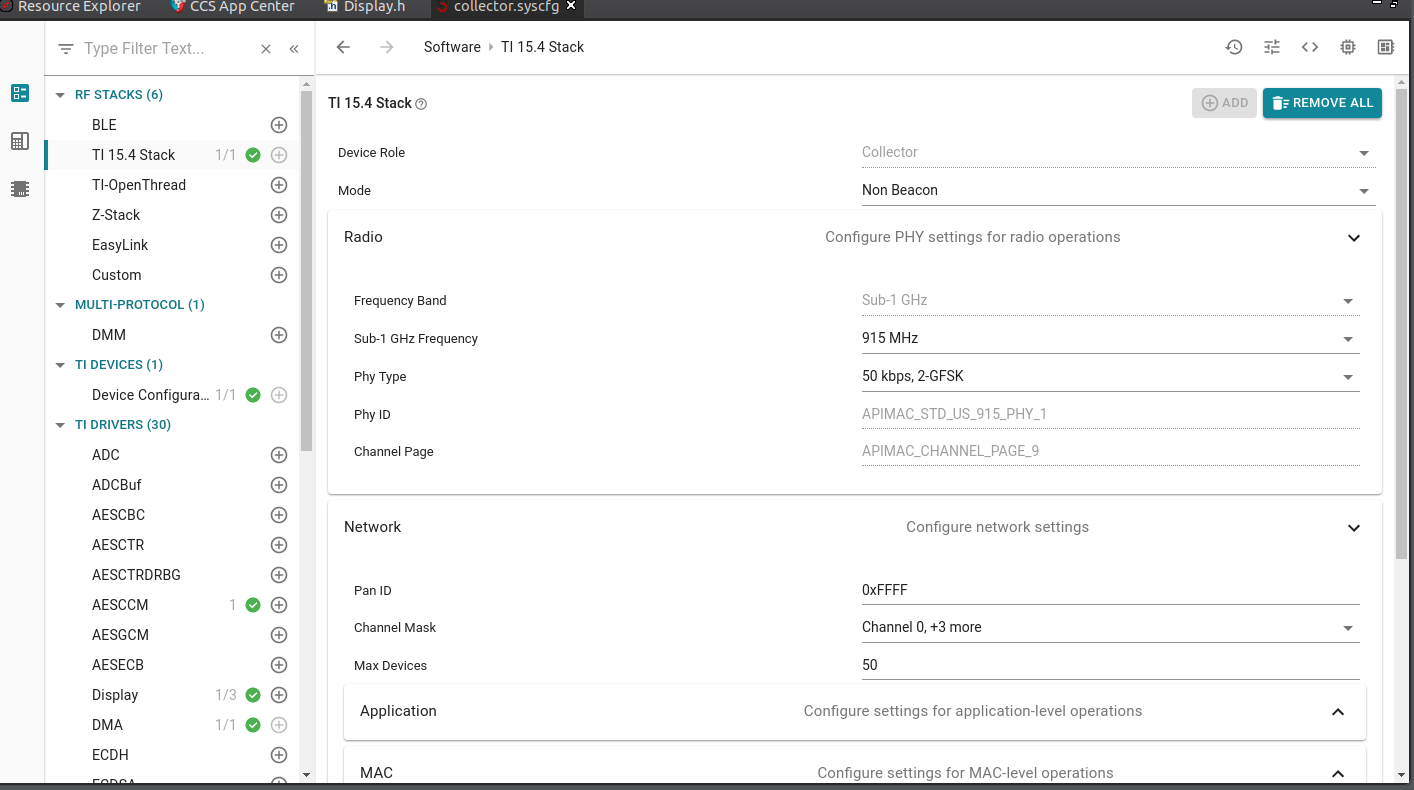 Resource Explorer CCS App Center Display.h collector.syscfg
Type Filter Text...
Software TI 15.4 Stack
RF STACKS (6)
BLE
TI 15.4 Stack 1/1
TI-OpenThread
Z-Stack
EasyLink
Custom
MULTI-PROTOCOL (1)
DMM
TI DEVICES (1)
Device Configura... 1/1
TI DRIVERS (30)
ADC
ADCBuf
AESCBC
AESCTR
AESCTRDRBG
AESCCM 1
AESGCM
AESECB
Display 1/3
DMA 1/1
ECDH
ECDSA
TI 15.4 Stack ADD REMOVE ALL
Device Role Collector
Mode Non Beacon
Radio Configure PHY settings for radio operations
Frequency Band Sub-1 GHz
Sub-1 GHz Frequency 915 MHz
Phy Type 50 kbps, 2-GFSK
Phy ID APIMAC_STD_US_915_PHY_1
Channel Page APIMAC_CHANNEL_PAGE_9
Network Configure network settings
Pan ID 0xFFFF
Channel Mask Channel 0, +3 more
Max Devices 50
Application Configure settings for application-level operations
MAC Configure settings for MAC-level operations